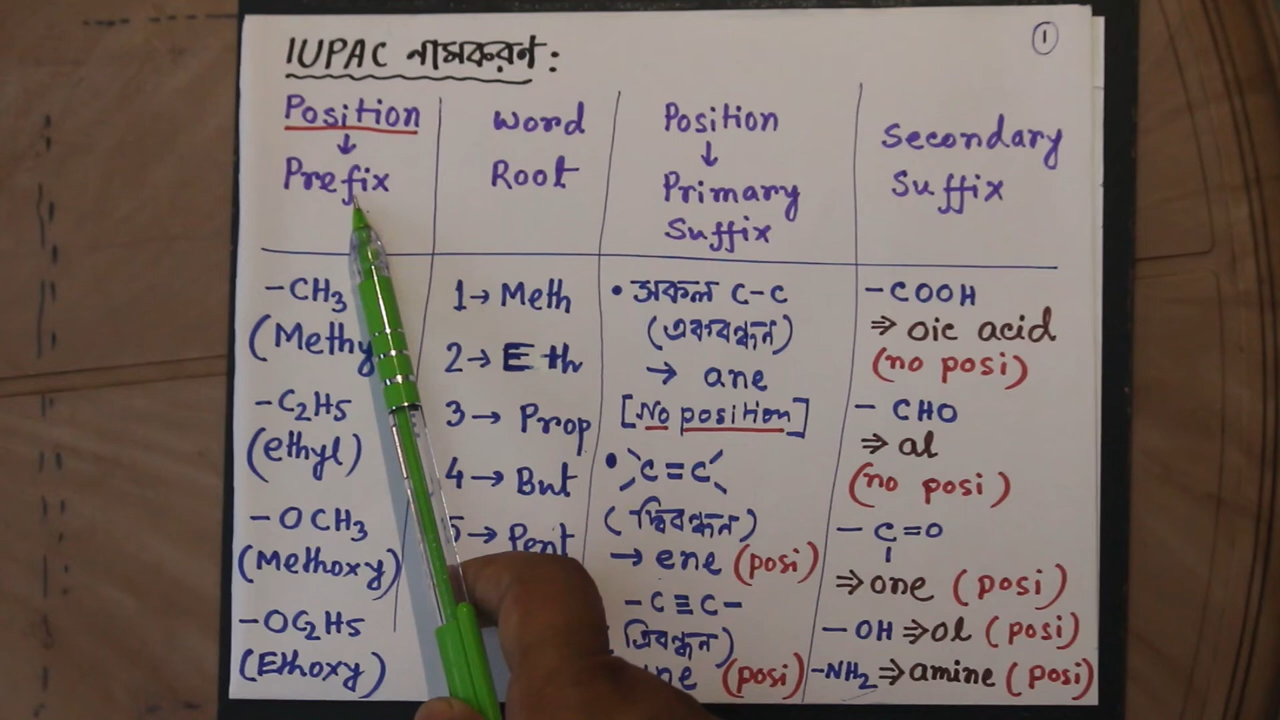 IUPAC নামকরণ:
1
Position
↓
Prefix
Word
Root
Position
↓
Primary
Suffix
Secondary
Suffix
-CH3
(Methy
-C2H5
(ethyl)
-OCH3
(Methoxy)
-OC2H5
(Ethoxy)
1→ Meth
2→ Eth
3→ Prop
4→ But
5→ Pent
• সকল C-C
(একবন্ধন)
→ ane
[No position]
• C=C
(দ্বিবন্ধন)
→ ene (posi)
-C≡C-
(ত্রিবন্ধন)
ne (posi)
-COOH
⇒ oic acid
(no posi)
- CHO
⇒ al
(no posi)
- C=O
⇒ one (posi)
-OH ⇒ ol (posi)
-NH2 ⇒ amine (posi)